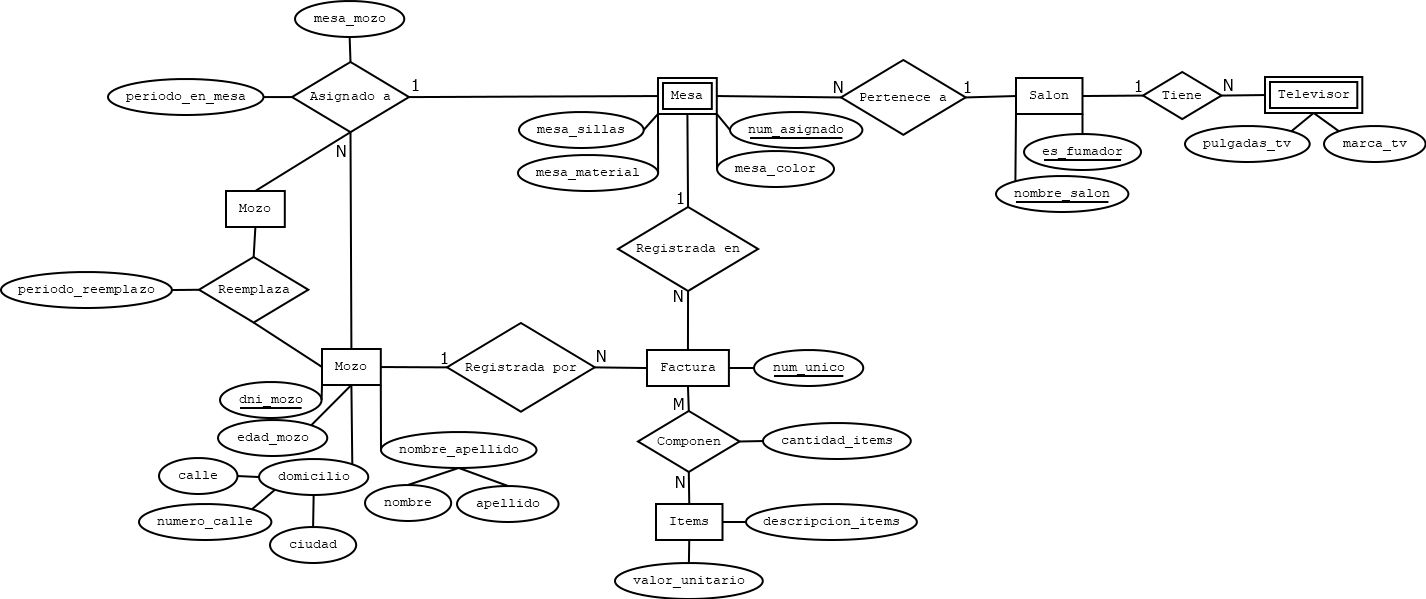 mesa_mozo
periodo_en_mesa
Asignado a
1
Mesa
N
Pertenece a
1
Salon
1
Tiene
N
Televisor
mesa_sillas
num_asignado
mesa_material
mesa_color
es_fumador
nombre_salon
pulgadas_tv
marca_tv
N
Mozo
1
Registrada en
N
periodo_reemplazo
Reemplaza
Mozo
1
Registrada por
N
Factura
num_unico
dni_mozo
edad_mozo
nombre_apellido
calle
domicilio
nombre
apellido
numero_calle
ciudad
M
Componen
cantidad_items
N
Items
descripcion_items
valor_unitario